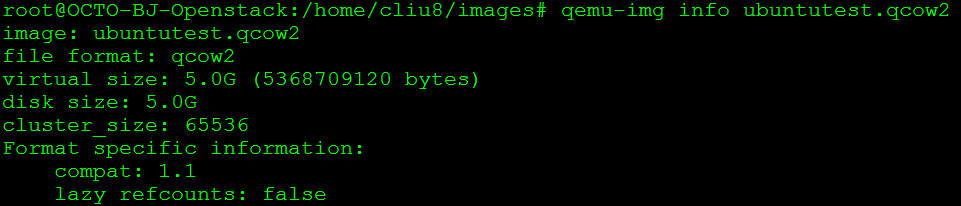 root@OCTO-BJ-Openstack:/home/cliu8/images# qemu-img info ubuntutest.qcow2
image: ubuntutest.qcow2
file format: qcow2
virtual size: 5.0G (5368709120 bytes)
disk size: 5.0G
cluster_size: 65536
Format specific information:
    compat: 1.1
    lazy refcounts: false